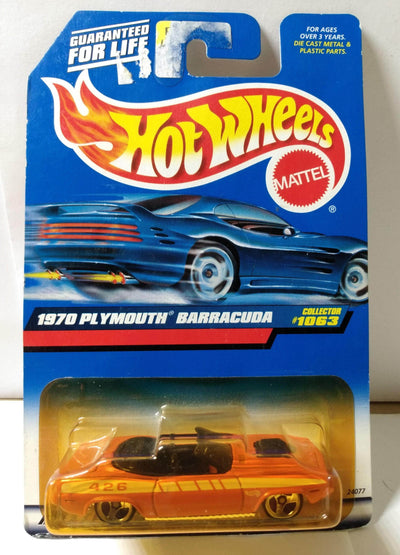 GUARANTEED
FOR LIFE
FOR AGES
OVER 3 YEARS.
DIE CAST METAL &
PLASTIC PARTS.
HOT WHEELS
MATTEL
®
1970 PLYMOUTH® BARRACUDA
COLLECTOR
#1063
426
24077